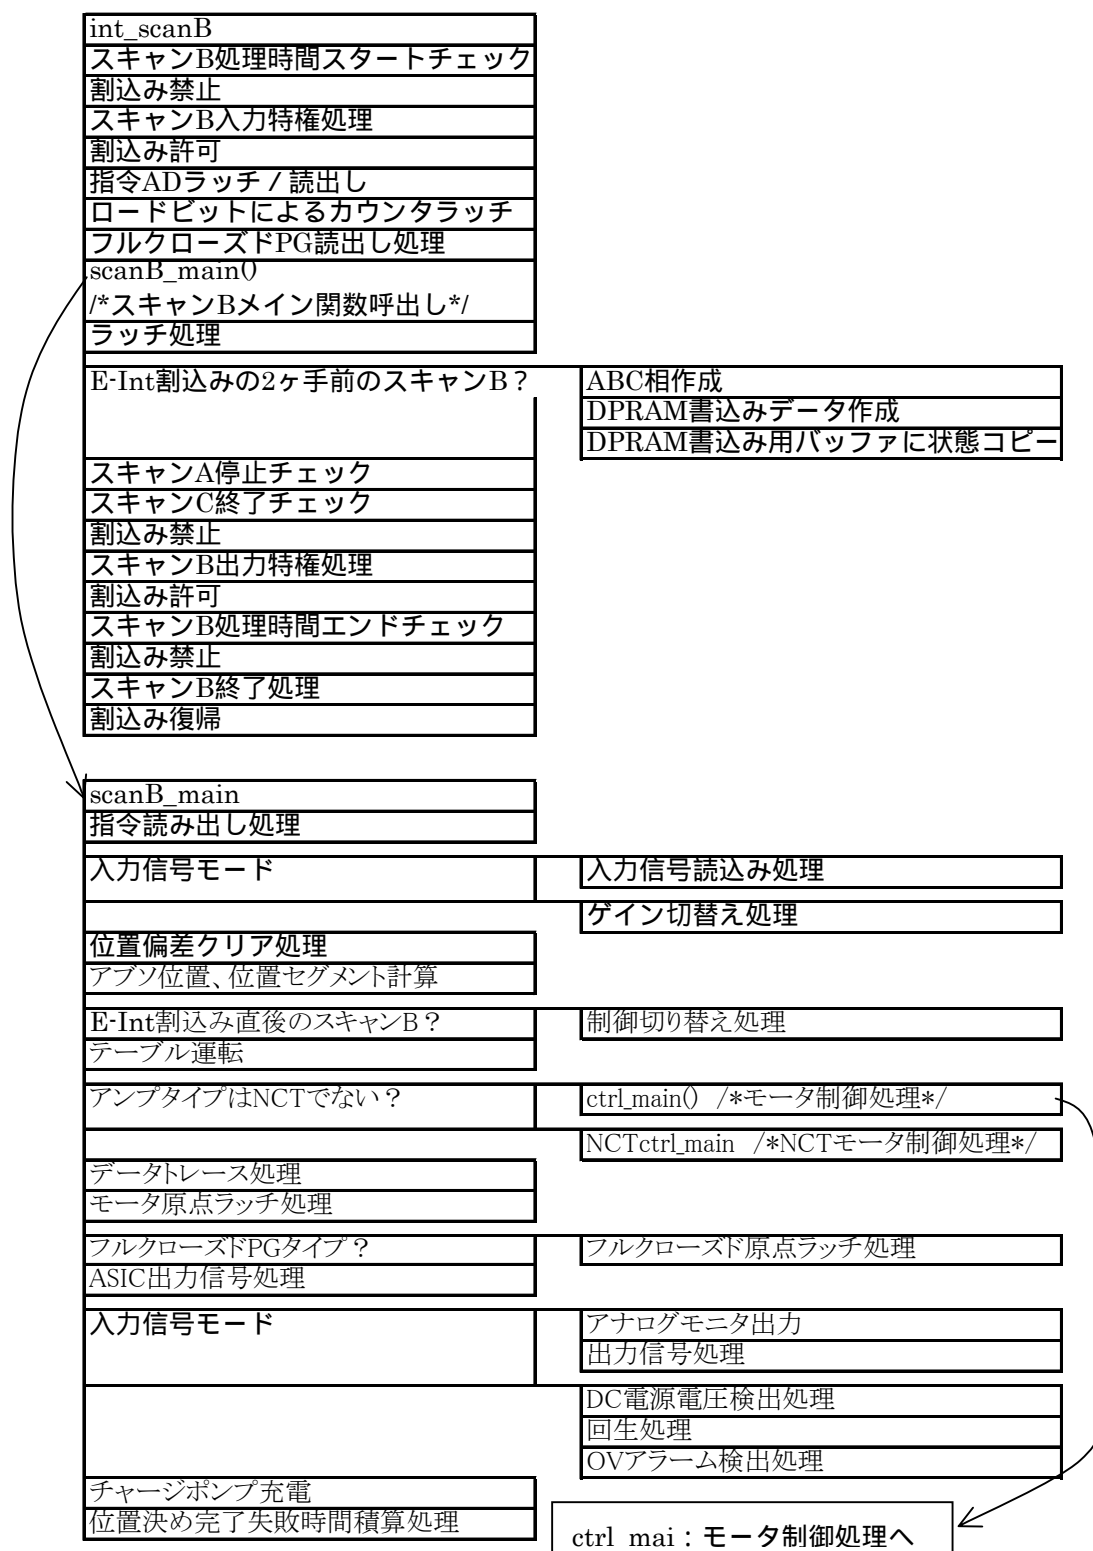 int_scanB
スキャンB処理時間スタートチェック
割込み禁止
スキャンB入力特権処理
割込み許可
指令ADラッチ / 読出し
ロードビットによるカウンタラッチ
フルクローズドPG読出し処理
scanB_main()
/*スキャンBメイン関数呼出し*/
ラッチ処理
E-Int割込みの2ヶ手前のスキャンB？
ABC相作成
DPRAM書込みデータ作成
DPRAM書込み用バッファに状態コピー
スキャンA停止チェック
スキャンC終了チェック
割込み禁止
スキャンB出力特権処理
割込み許可
スキャンB処理時間エンドチェック
割込み禁止
スキャンB終了処理
割込み復帰
scanB_main
指令読み出し処理
入力信号モード
入力信号読込み処理
ゲイン切替え処理
位置偏差クリア処理
アブソ位置、位置セグメント計算
E-Int割込み直後のスキャンB？
制御切り替え処理
テーブル運転
アンプタイプはNCTでない？
ctrl_main() /*モータ制御処理*/
NCTctrl_main /*NCTモータ制御処理*/
データトレース処理
モータ原点ラッチ処理
フルクローズドPGタイプ？
フルクローズド原点ラッチ処理
ASIC出力信号処理
入力信号モード
アナログモニタ出力
出力信号処理
DC電源電圧検出処理
回生処理
OVアラーム検出処理
チャージポンプ充電
位置決め完了失敗時間積算処理
ctrl_mai：モータ制御処理へ